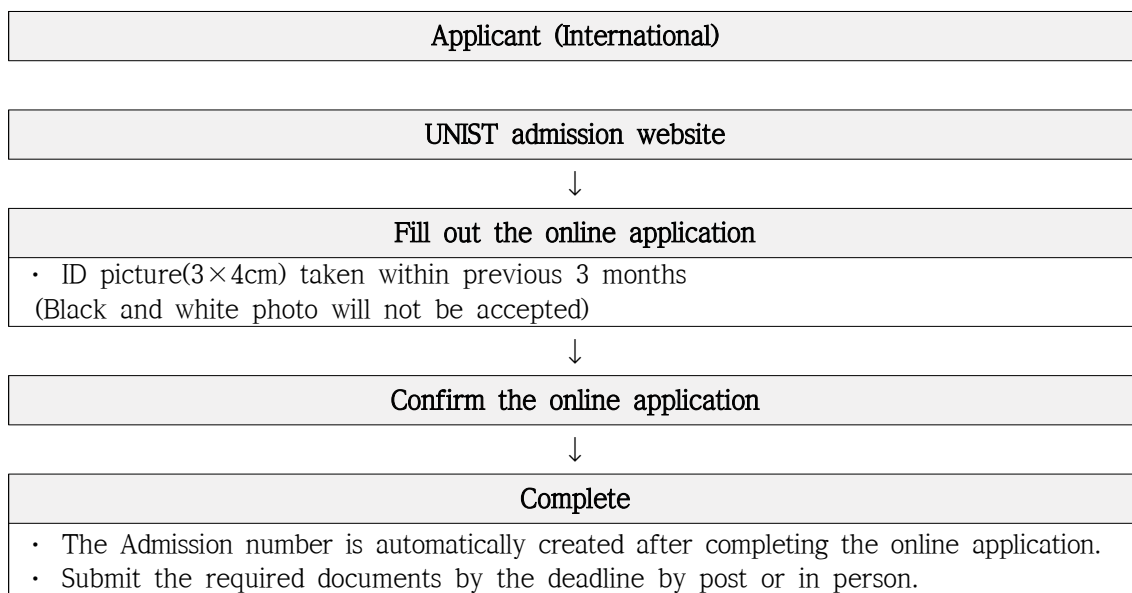 Applicant (International)
UNIST admission website
↓
Fill out the online application
· ID picture(3×4cm) taken within previous 3 months
(Black and white photo will not be accepted)
↓
Confirm the online application
↓
Complete
· The Admission number is automatically created after completing the online application.
· Submit the required documents by the deadline by post or in person.